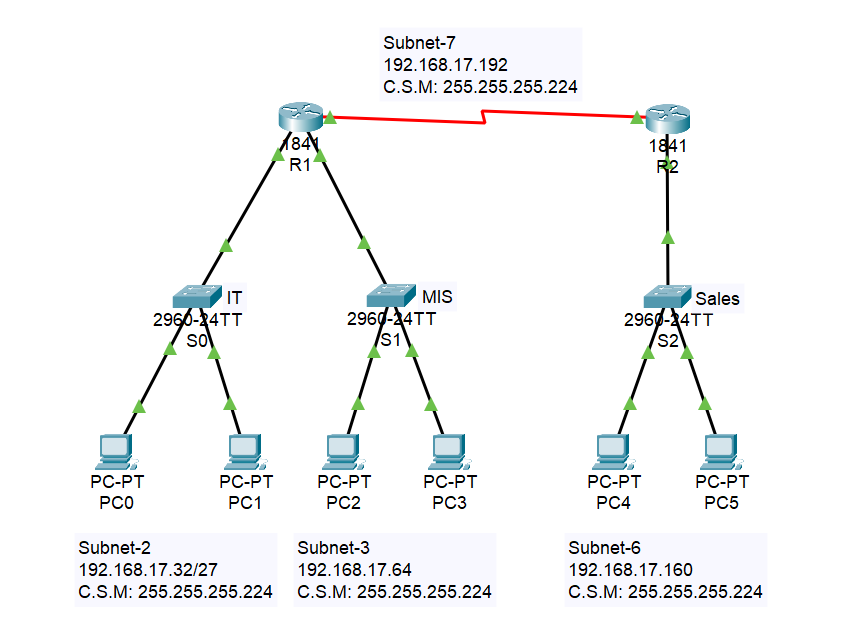 Subnet-7
192.168.17.192
C.S.M: 255.255.255.224
1841
R1
1841
R2
IT
2960-24TT
S0
MIS
2960-24TT
S1
Sales
2960-24TT
S2
PC-PT
PC0
PC-PT
PC1
PC-PT
PC2
PC-PT
PC3
PC-PT
PC4
PC-PT
PC5
Subnet-2
192.168.17.32/27
C.S.M: 255.255.255.224
Subnet-3
192.168.17.64
C.S.M: 255.255.255.224
Subnet-6
192.168.17.160
C.S.M: 255.255.255.224